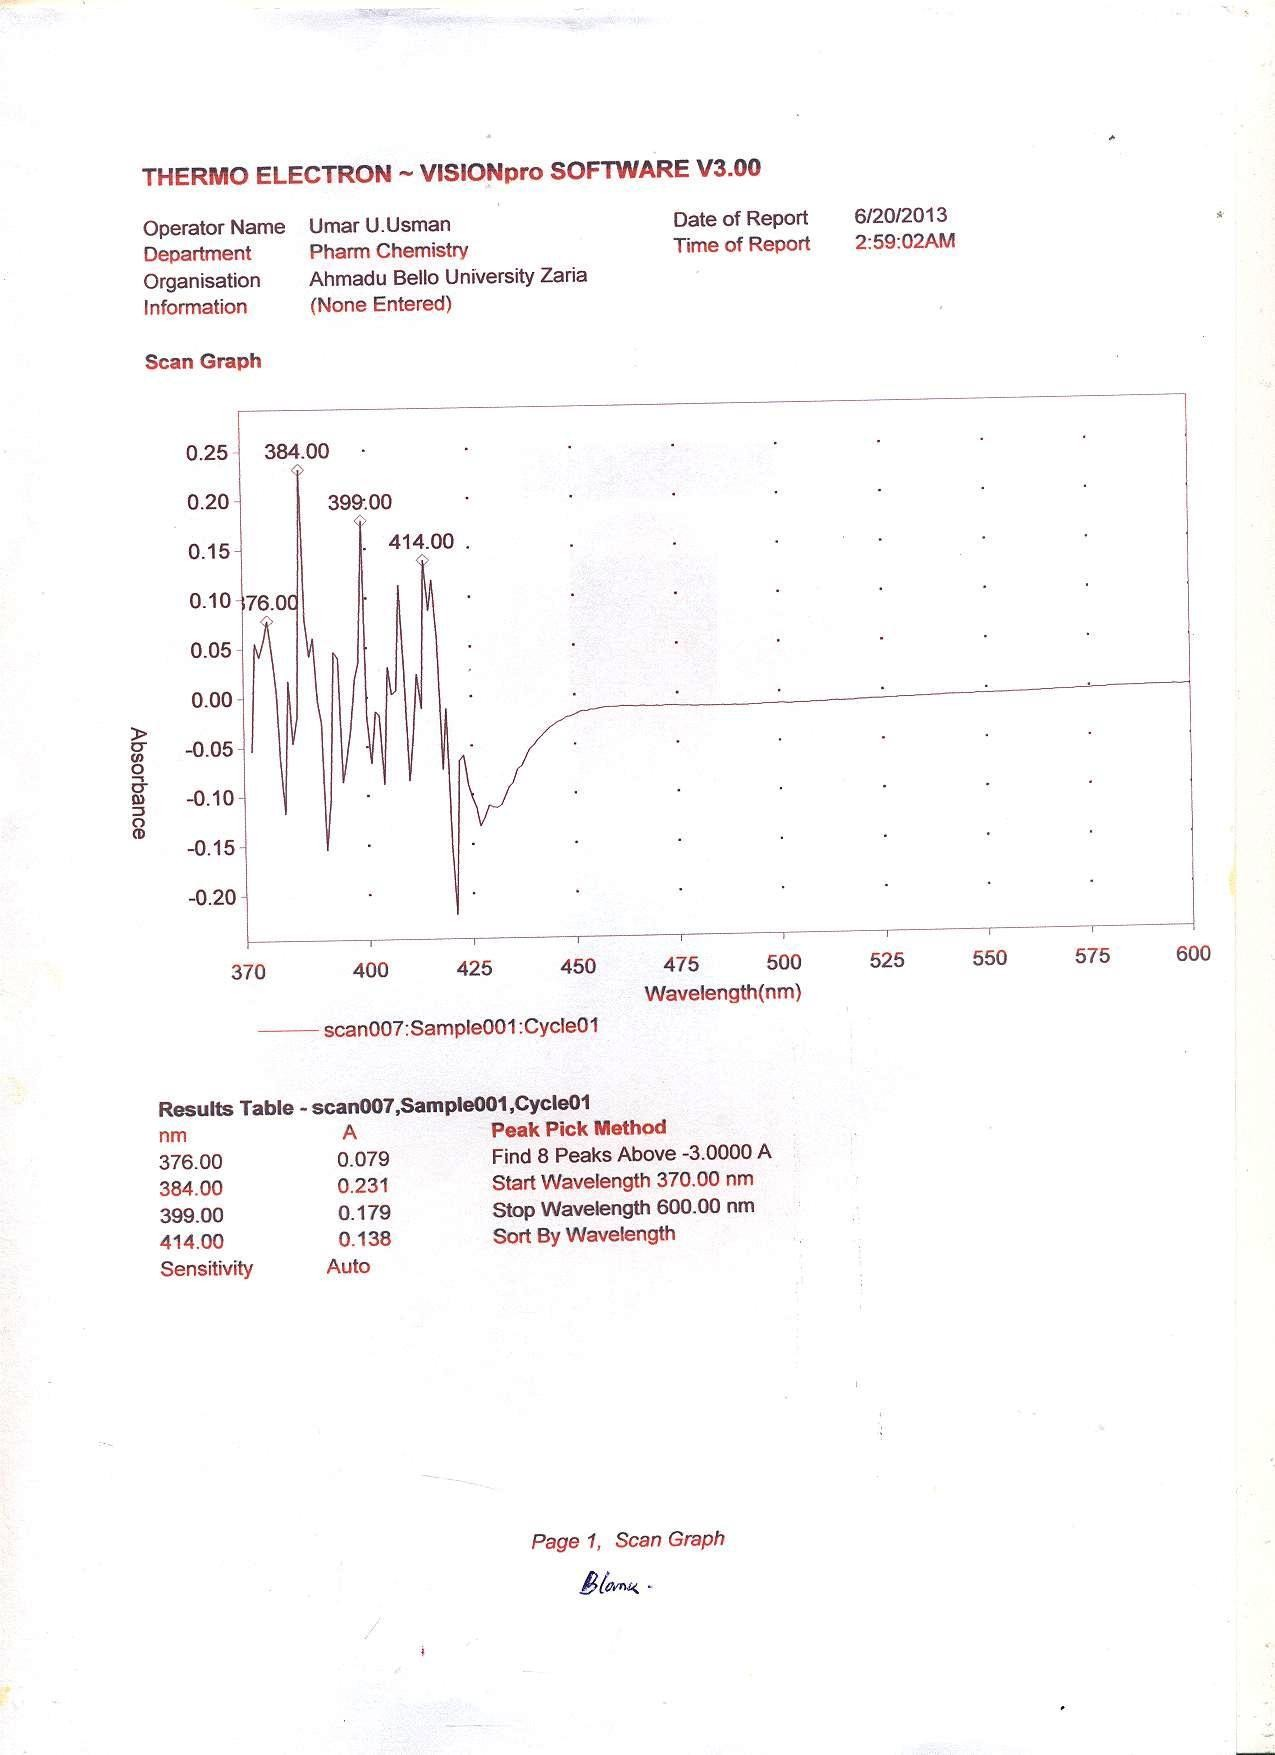 THERMO ELECTRON ~ VISIONpro SOFTWARE V3.00
Operator Name Umar U.Usman Date of Report 6/20/2013
Department Pharm Chemistry Time of Report 2:59:02AM
Organisation Ahmadu Bello University Zaria
Information (None Entered)
Scan Graph
0.25
0.20
0.15
0.10
0.05
0.00
-0.05
-0.10
-0.15
-0.20
Absorbance
384.00
399.00
414.00
376.00
370 400 425 450 475 500 525 550 575 600
Wavelength(nm)
scan007:Sample001:Cycle01
Results Table - scan007,Sample001,Cycle01
nm A Peak Pick Method
376.00 0.079 Find 8 Peaks Above -3.0000 A
384.00 0.231 Start Wavelength 370.00 nm
399.00 0.179 Stop Wavelength 600.00 nm
414.00 0.138 Sort By Wavelength
Sensitivity Auto
Page 1, Scan Graph
Blank .